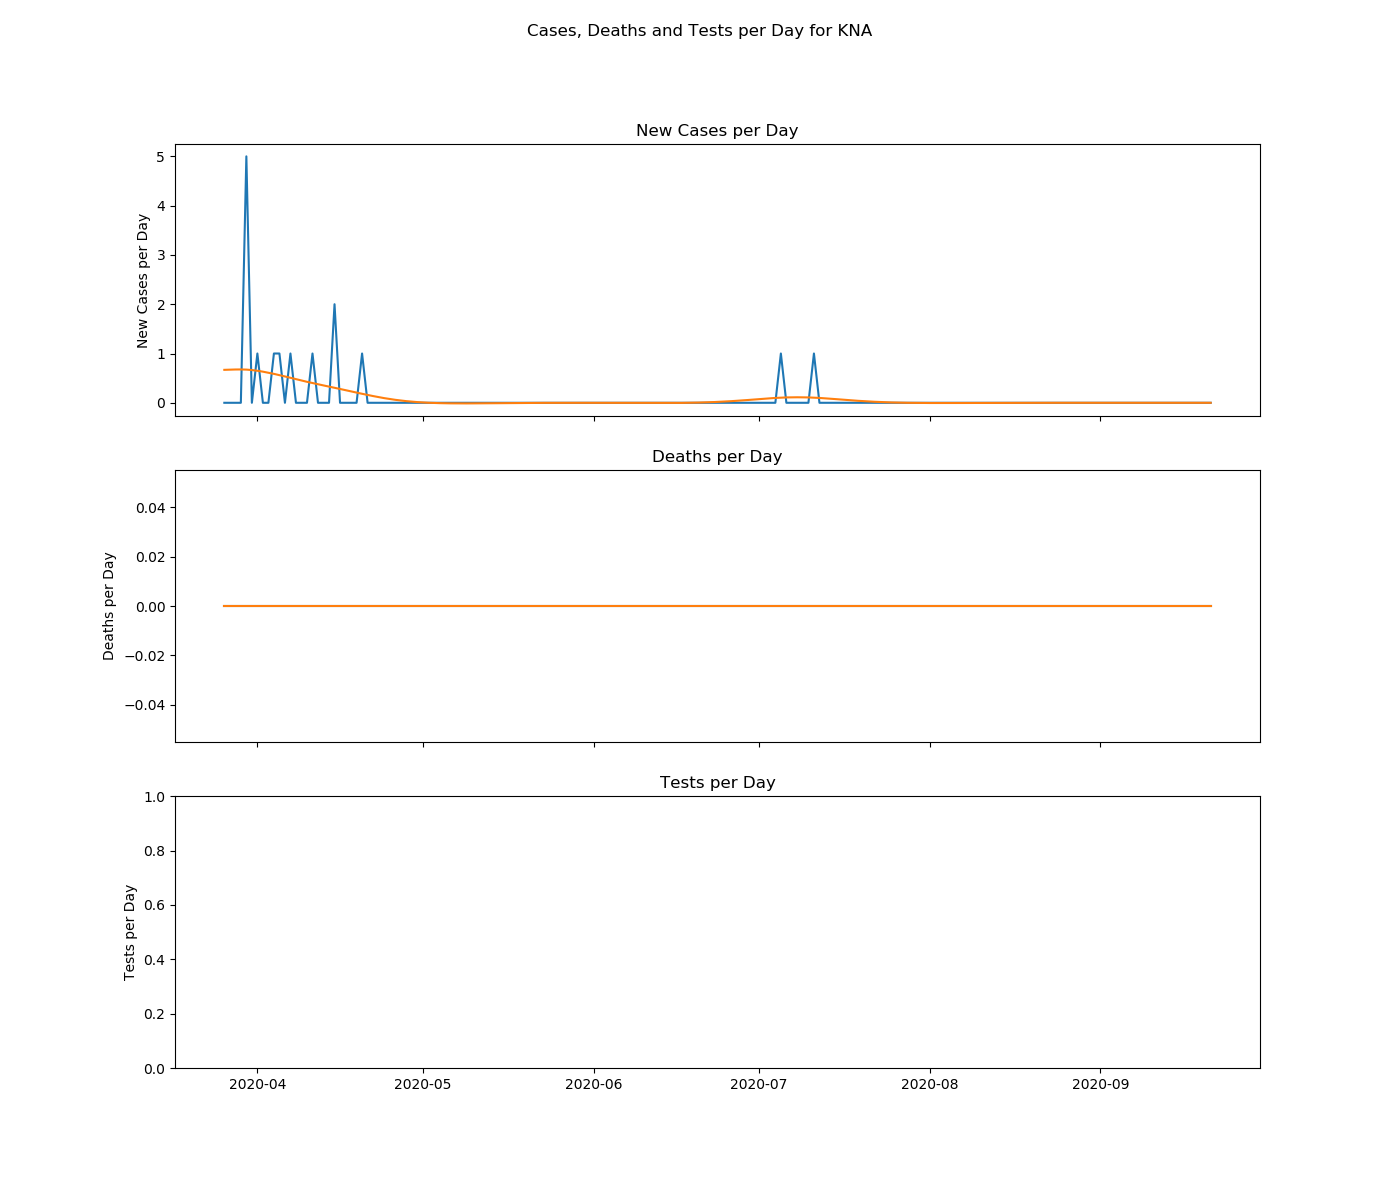 Cases, Deaths and Tests per Day for KNA
New Cases per Day
New Cases per Day
5
4
3
2
1
0
Deaths per Day
Deaths per Day
0.04
0.02
0.00
−0.02
−0.04
Tests per Day
Tests per Day
1.0
0.8
0.6
0.4
0.2
0.0
2020-04 2020-05 2020-06 2020-07 2020-08 2020-09